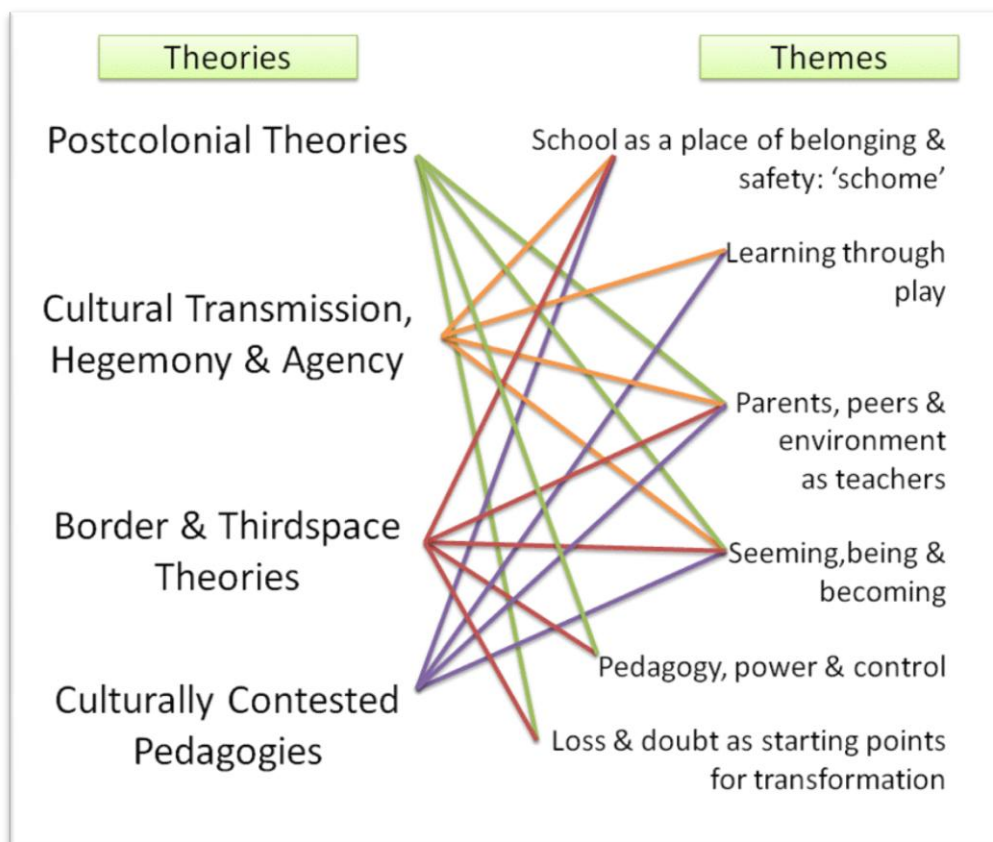 Theories
Themes
Postcolonial Theories
School as a place of belonging &
safety: ‘schome’
Learning through
play
Cultural Transmission,
Hegemony & Agency
Parents, peers &
environment
as teachers
Border & Thirdspace
Theories
Seeming,being &
becoming
Pedagogy, power & control
Culturally Contested
Pedagogies
Loss & doubt as starting points
for transformation